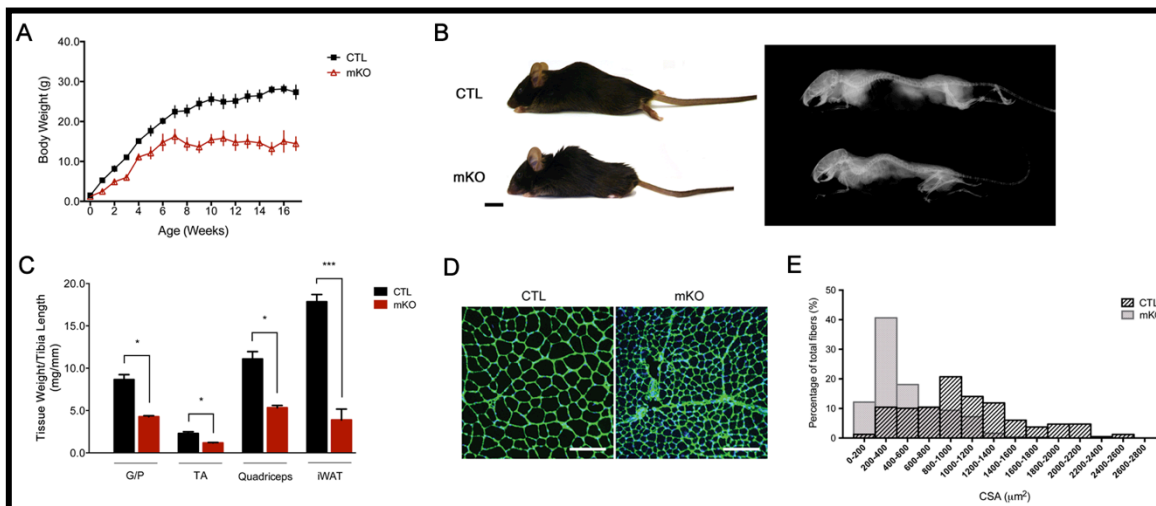 A
Body Weight (g)
40.0
30.0
20.0
10.0
0.0
0 2 4 6 8 10 12 14 16
Age (Weeks)
CTL
mKO
B
CTL
mKO
C
Tissue Weight/Tibia Length
(mg/mm)
20.0
15.0
10.0
5.0
0.0
* * * ***
G/P TA Quadriceps iWAT
CTL
mKO
D
CTL mKO
E
Percentage of total fibers (%)
50
40
30
20
10
0
0-200
200-400
400-600
600-800
800-1000
1000-1200
1200-1400
1400-1600
1600-1800
1800-2000
2000-2200
2200-2400
2400-2600
2600-2800
CSA (μm²)
CTL